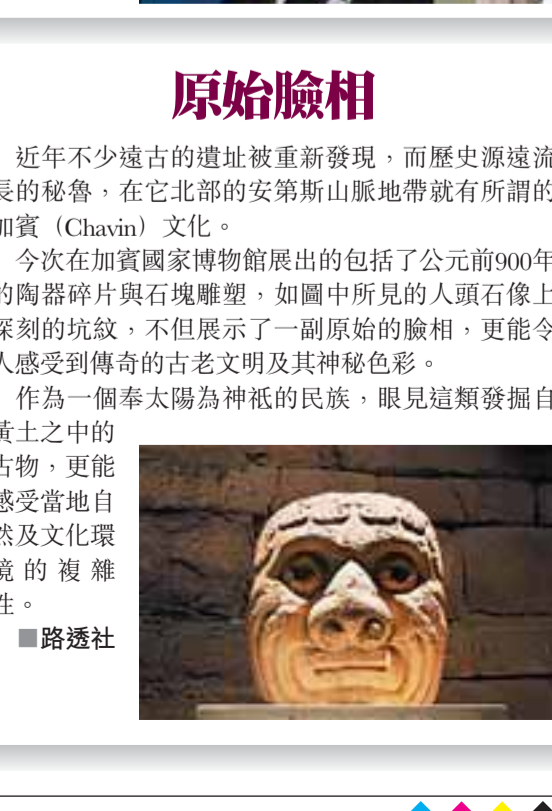 原始臉相
近年不少遠古的遺址被重新發現，而歷史源遠流
長的秘魯，在它北部的安第斯山脈地帶就有所謂的
加賓（Chavin）文化。
今次在加賓國家博物館展出的包括了公元前900年
的陶器碎片與石塊雕塑，如圖中所見的人頭石像上
深刻的坑紋，不但展示了一副原始的臉相，更能令
人感受到傳奇的古老文明及其神秘色彩。
作為一個奉太陽為神祇的民族，眼見這類發掘自
黃土之中的
古物，更能
感受當地自
然及文化環
境的複雜
性。
■路透社